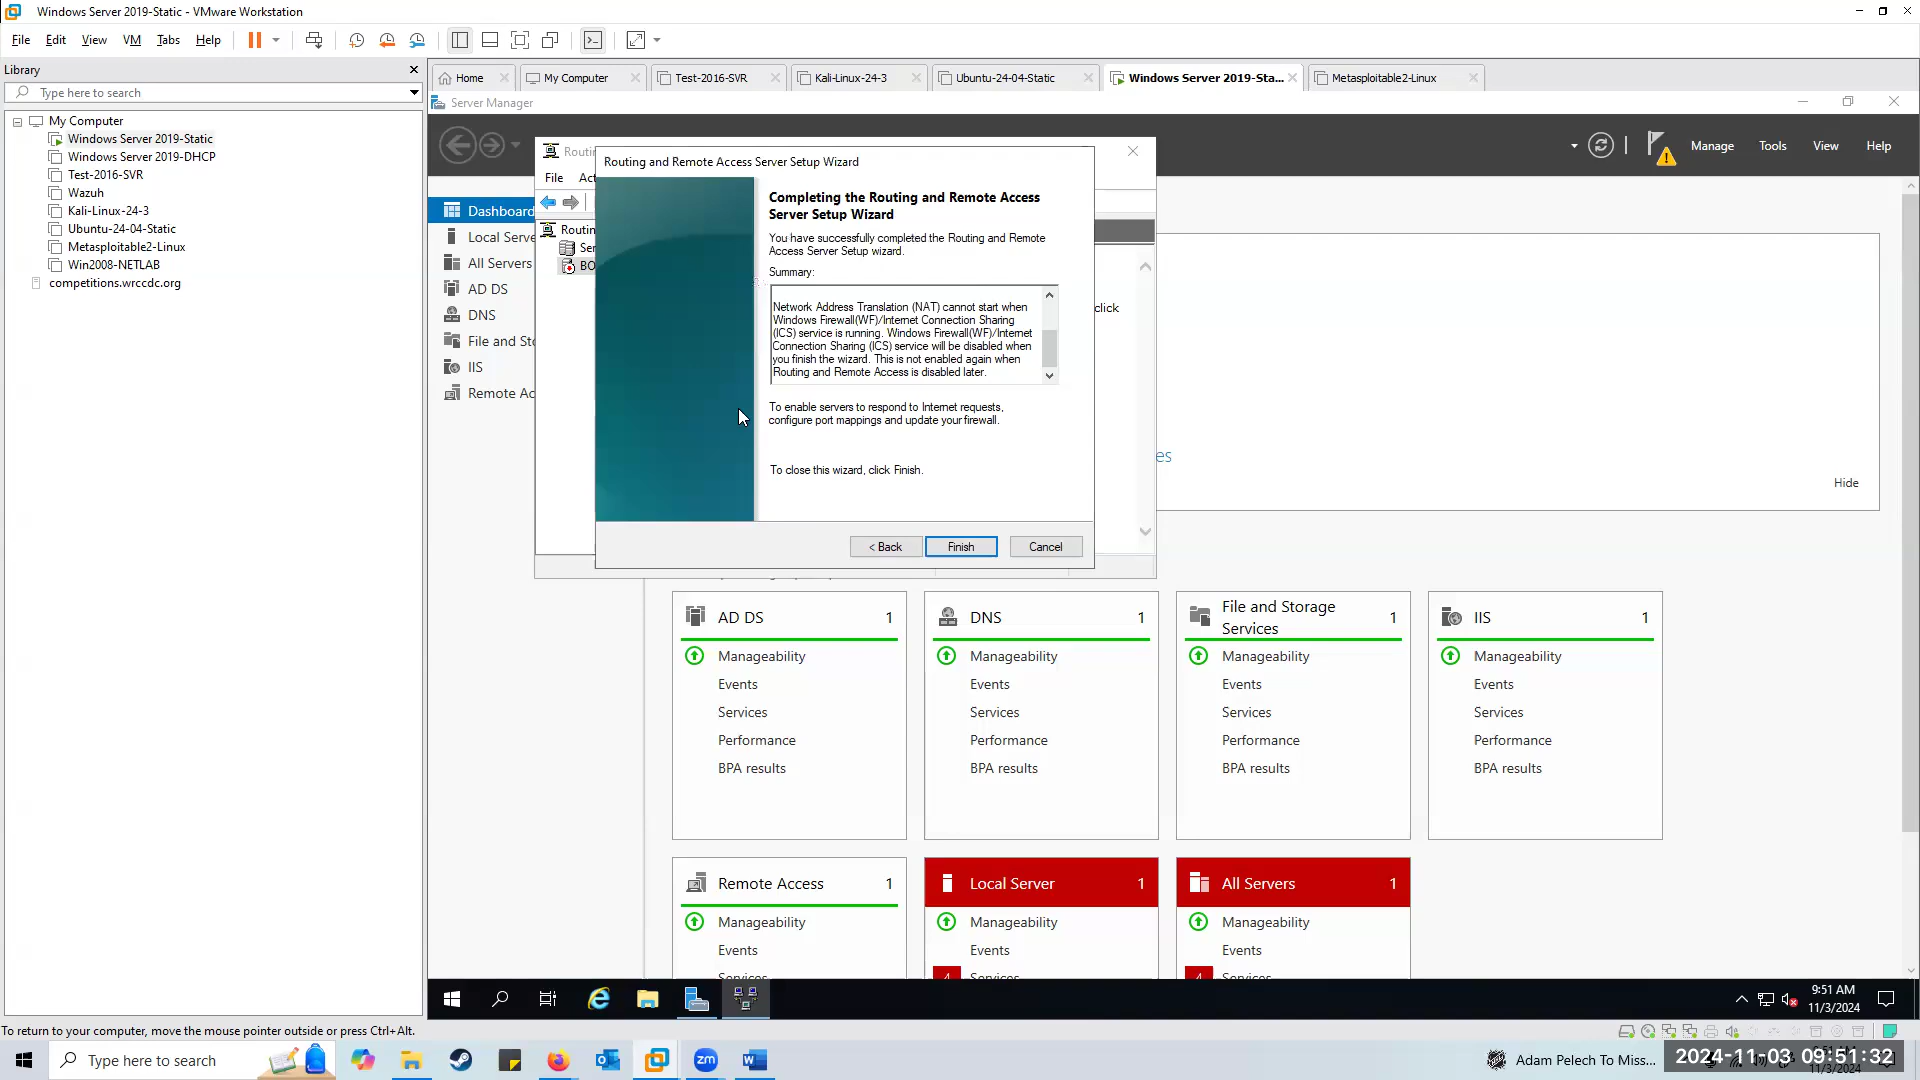 Windows Server 2019-Static - VMware Workstation
File Edit View VM Tabs Help
Library
Type here to search
My Computer
Windows Server 2019-Static
Windows Server 2019-DHCP
Test-2016-SVR
Wazuh
Kali-Linux-24-3
Ubuntu-24-04-Static
Metasploitable2-Linux
Win2008-NETLAB
competitions.wrccdc.org
Home
My Computer
Test-2016-SVR
Kali-Linux-24-3
Ubuntu-24-04-Static
Windows Server 2019-Sta...
Metasploitable2-Linux
Server Manager
Manage Tools View Help
Dashboard
Local Serve
All Servers
AD DS
DNS
File and Sto
IIS
Remote Ac
Routi
File Act
Routin
Ser
BO
click
es
Hide
Routing and Remote Access Server Setup Wizard
Completing the Routing and Remote Access
Server Setup Wizard
You have successfully completed the Routing and Remote
Access Server Setup wizard.
Summary:
Network Address Translation (NAT) cannot start when
Windows Firewall(WF)/Internet Connection Sharing
(ICS) service is running. Windows Firewall(WF)/Internet
Connection Sharing (ICS) service will be disabled when
you finish the wizard. This is not enabled again when
Routing and Remote Access is disabled later.
To enable servers to respond to Internet requests,
configure port mappings and update your firewall.
To close this wizard, click Finish.
< Back Finish Cancel
AD DS 1
Manageability
Events
Services
Performance
BPA results
DNS 1
Manageability
Events
Services
Performance
BPA results
File and Storage
Services 1
Manageability
Events
Services
Performance
BPA results
IIS 1
Manageability
Events
Services
Performance
BPA results
Remote Access 1
Manageability
Events
Services
Local Server 1
Manageability
Events
4 Services
All Servers 1
Manageability
Events
4 Services
9:51 AM
11/3/2024
To return to your computer, move the mouse pointer outside or press Ctrl+Alt.
Type here to search
Adam Pelech To Miss...
2024-11-03 09:51:32